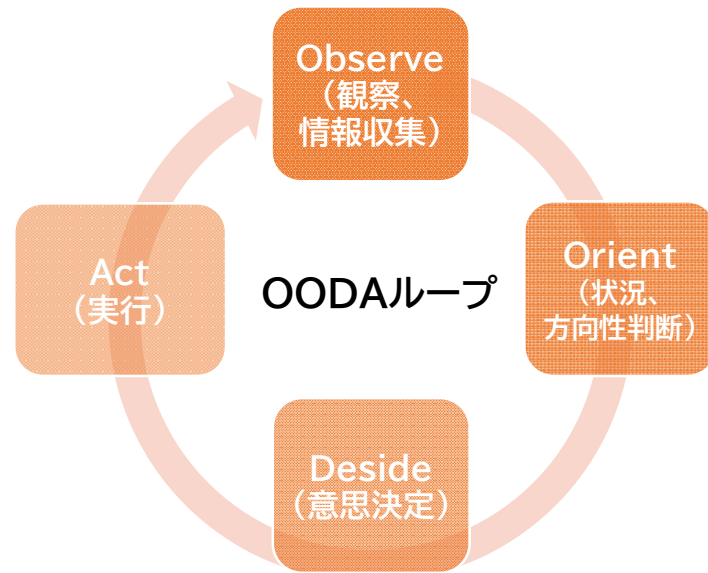 Observe
（観察、
情報収集）
Orient
（状況、
方向性判断）
Deside
（意思決定）
Act
（実行）
OODAループ